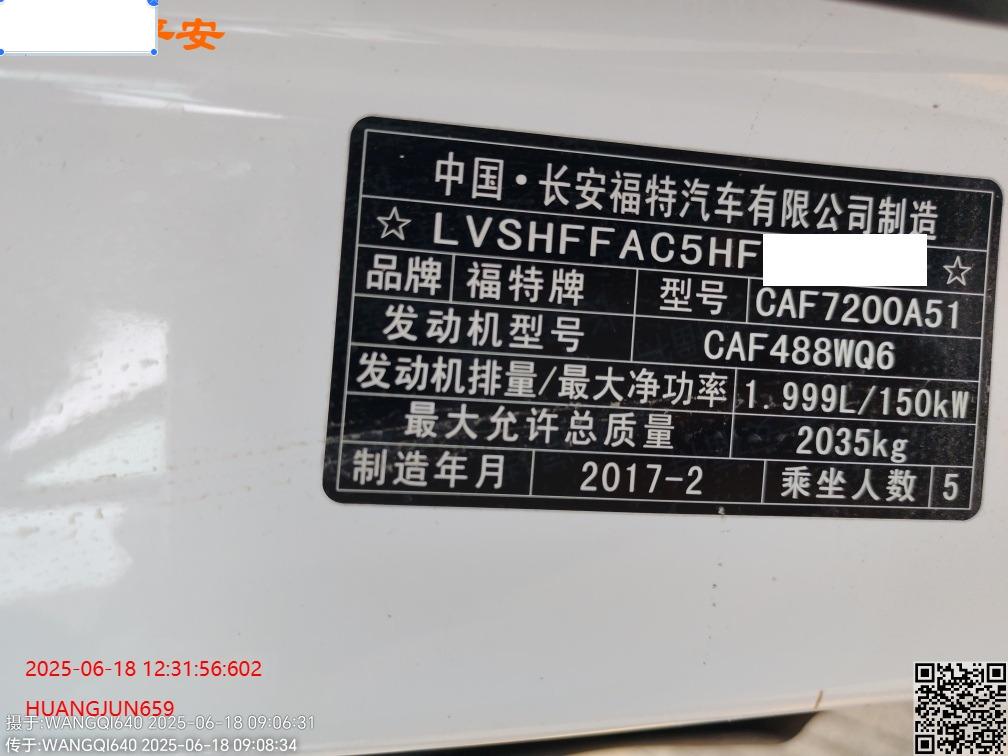 平安
中国·长安福特汽车有限公司制造
☆ LVSHFFAC5HF ☆
品牌 福特牌 型号 CAF7200A51
发动机型号 CAF488WQ6
发动机排量/最大净功率 1.999L/150kW
最大允许总质量 2035kg
制造年月 2017-2 乘坐人数 5
2025-06-18 12:31:56:602
HUANGJUN659
摄于:WANGQI640 2025-06-18 09:06:31
传于:WANGQI640 2025-06-18 09:08:34